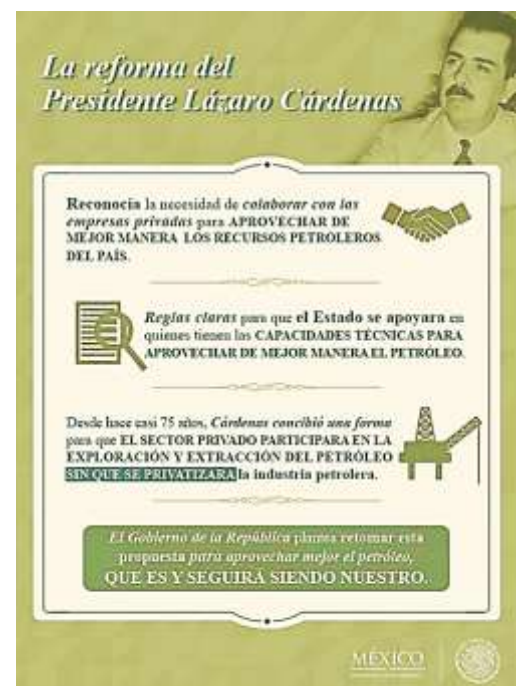 La reforma del
Presidente Lázaro Cárdenas
Reconocía la necesidad de colaborar con las
empresas privadas para APROVECHAR DE
MEJOR MANERA LOS RECURSOS PETROLEROS
DEL PAÍS.
Reglas claras para que el Estado se apoyara en
quienes tienen las CAPACIDADES TÉCNICAS PARA
APROVECHAR DE MEJOR MANERA EL PETRÓLEO.
Desde hace casi 75 años, Cárdenas concibió una forma
para que EL SECTOR PRIVADO PARTICIPARA EN LA
EXPLORACIÓN Y EXTRACCIÓN DEL PETRÓLEO
SIN QUE SE PRIVATIZARA la industria petrolera.
El Gobierno de la República plantea retomar esta
propuesta para aprovechar mejor el petróleo,
QUE ES Y SEGUIRÁ SIENDO NUESTRO.
MÉXICO